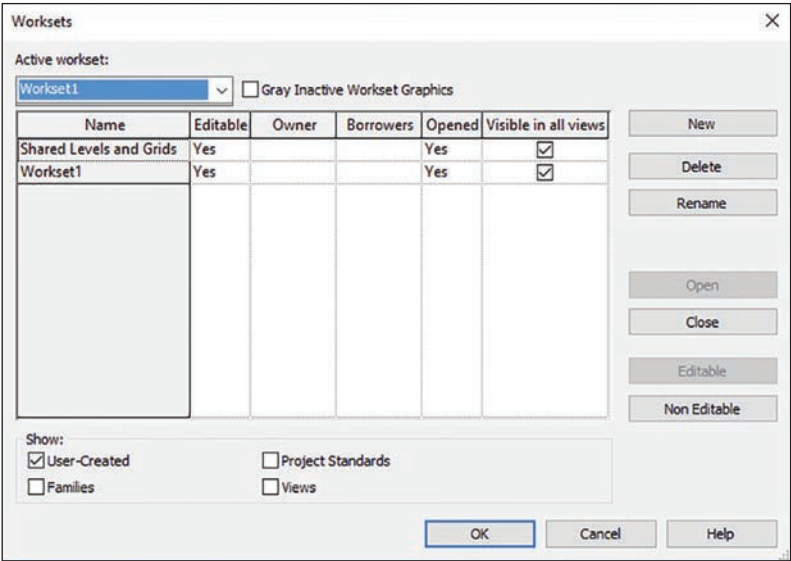 Worksets
Active workset:
Workset1
Gray Inactive Workset Graphics
Name Editable Owner Borrowers Opened Visible in all views
Shared Levels and Grids Yes Yes
Workset1 Yes Yes
New
Delete
Rename
Open
Close
Editable
Non Editable
Show:
User-Created Project Standards
Families Views
OK Cancel Help